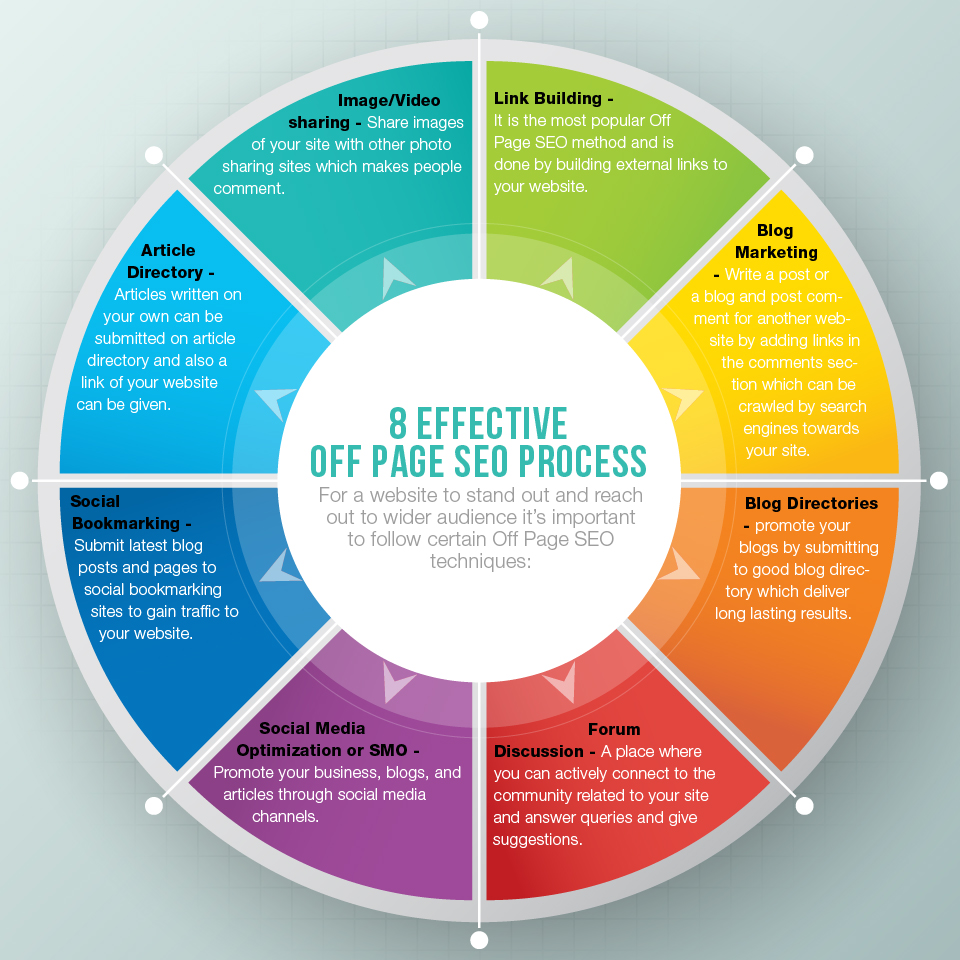 8 EFFECTIVE
OFF PAGE SEO PROCESS
For a website to stand out and reach
out to wider audience it's important
to follow certain Off Page SEO
techniques:
Link Building -
It is the most popular Off
Page SEO method and is
done by building external links to
your website.
Blog
Marketing
- Write a post or
a blog and post com-
ment for another web-
site by adding links in
the comments sec-
tion which can be
crawled by search
engines towards
your site.
Blog Directories
- promote your
blogs by submitting
to good blog direc-
tory which deliver
long lasting results.
Forum
Discussion - A place where
you can actively connect to the
community related to your site
and answer queries and give
suggestions.
Social Media
Optimization or SMO -
Promote your business, blogs, and
articles through social media
channels.
Social
Bookmarking -
Submit latest blog
posts and pages to
social bookmarking
sites to gain traffic to
your website.
Article
Directory -
Articles written on
your own can be
submitted on article
directory and also a
link of your website
can be given.
Image/Video
sharing - Share images
of your site with other photo
sharing sites which makes people
comment.